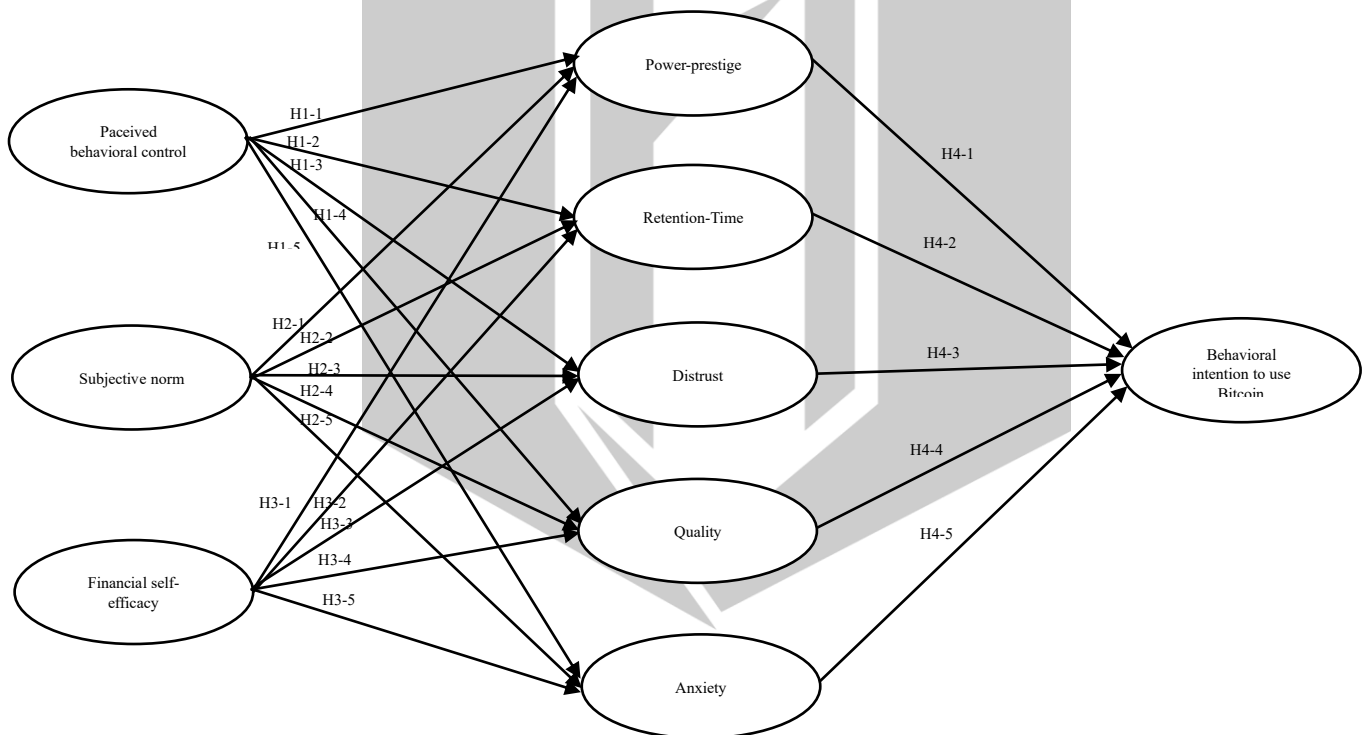 Power-prestige
Paceived
behavioral control
H1-1
H1-2
H1-3
H1-4
H1-5
Retention-Time
H4-1
H4-2
Subjective norm
H2-1
H2-2
H2-3
H2-4
H2-5
Distrust
H4-3
Behavioral
intention to use
Bitcoin
H4-4
H3-1
H3-2
H3-3
H3-4
H3-5
Quality
H4-5
Financial self-
efficacy
Anxiety